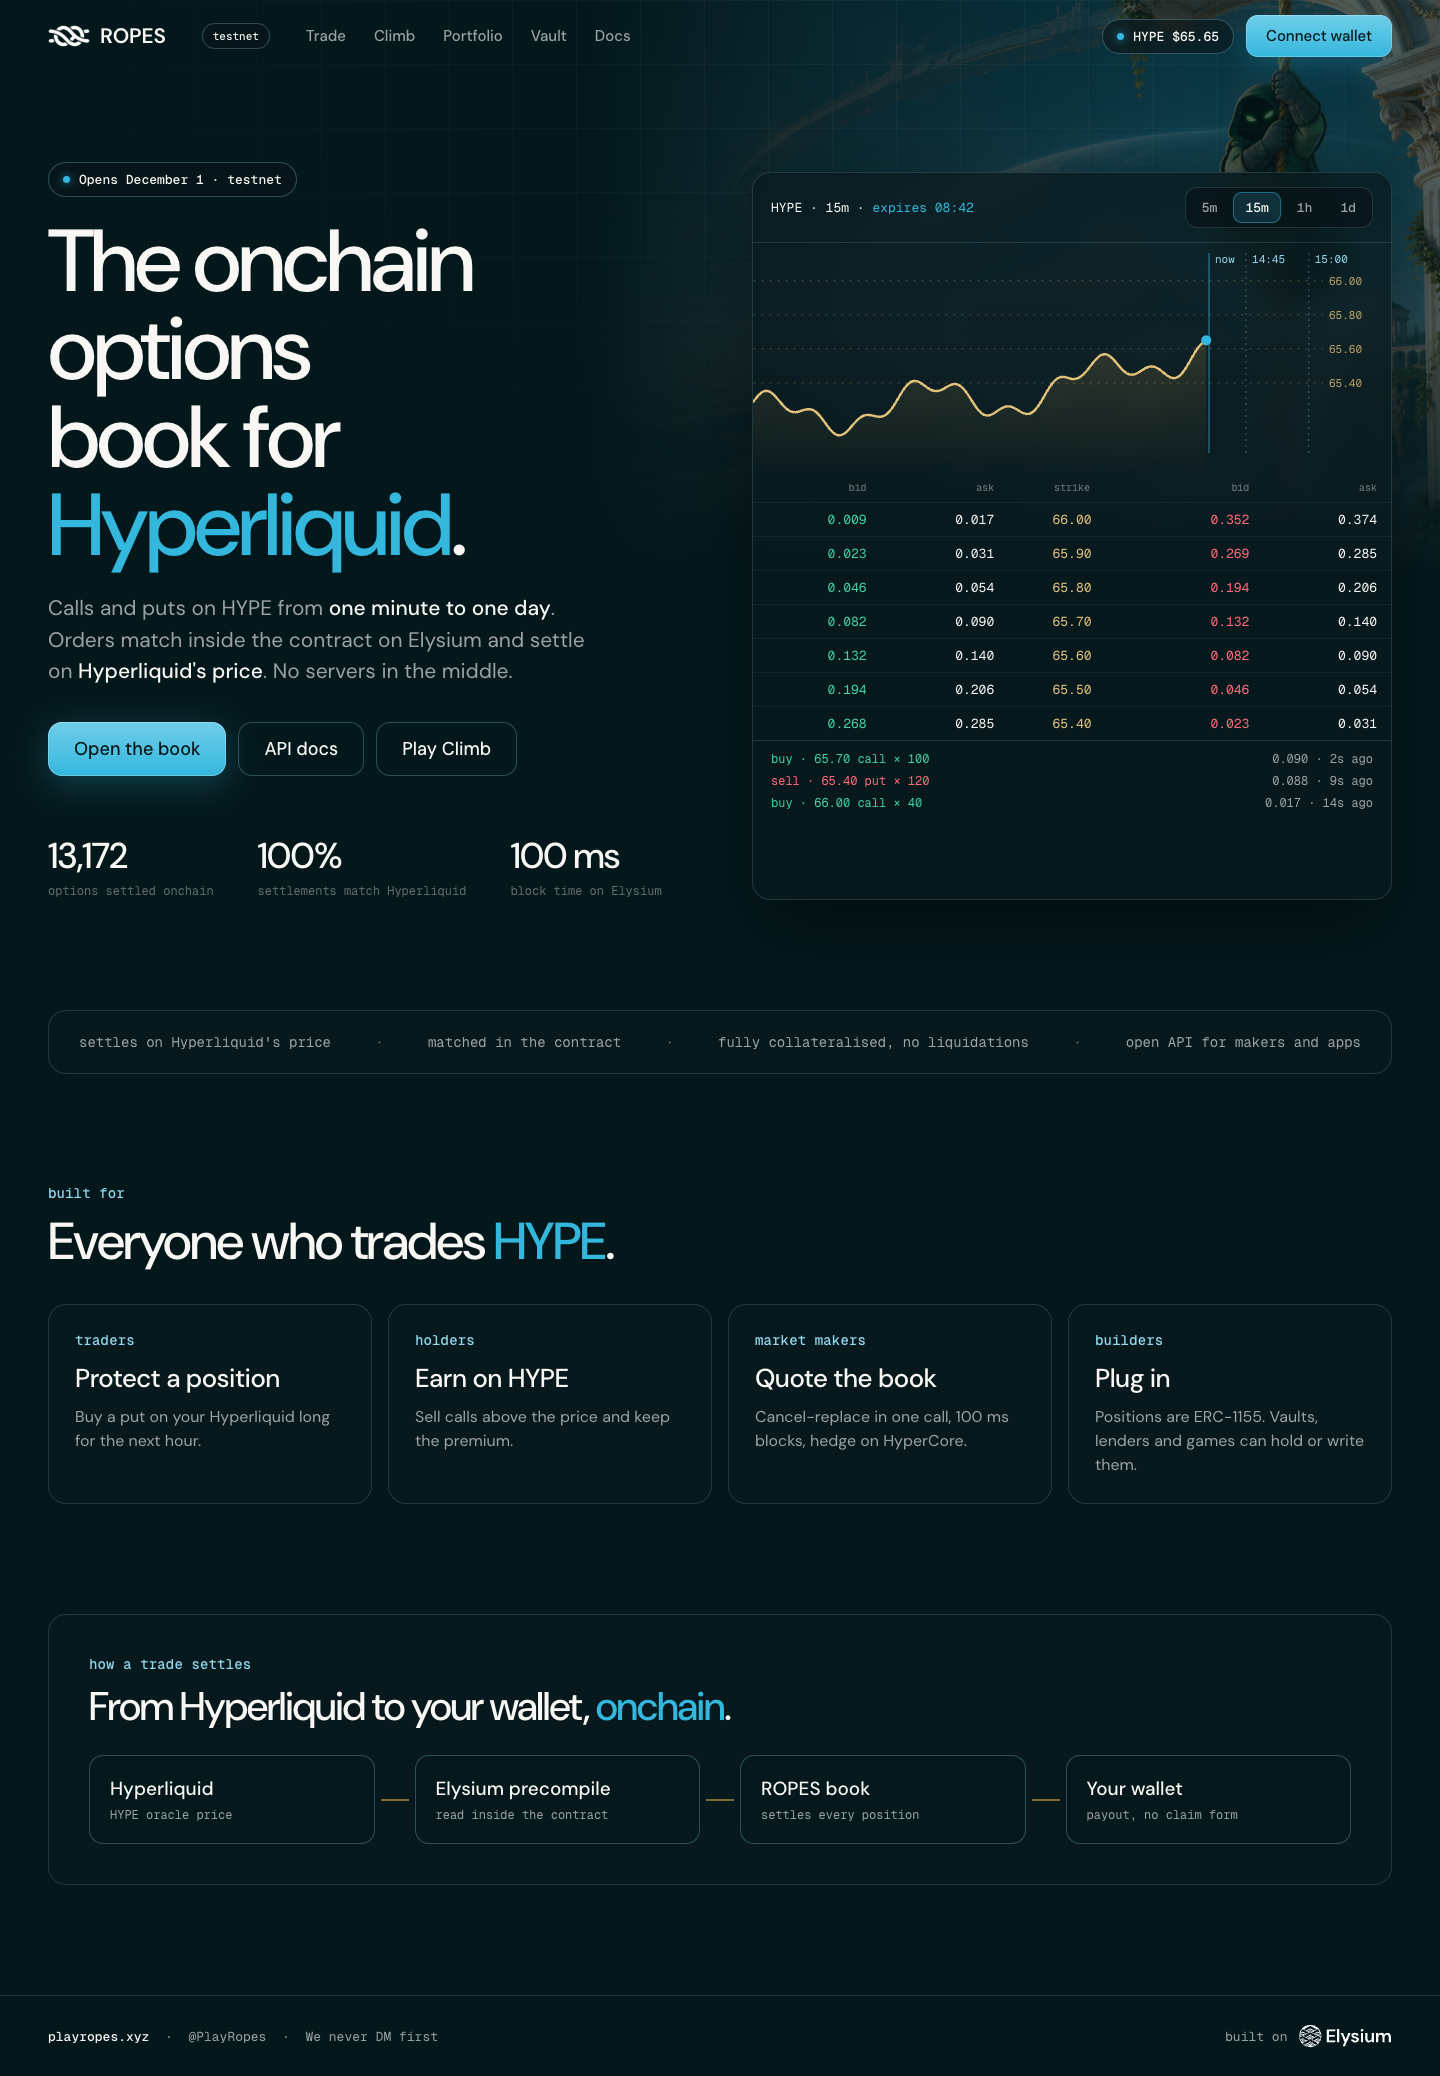 ROPES
testnet
Trade
Climb
Portfolio
Vault
Docs
HYPE $65.65
Connect wallet
Opens December 1 · testnet
The onchain
options
book for
Hyperliquid.
Calls and puts on HYPE from one minute to one day.
Orders match inside the contract on Elysium and settle
on Hyperliquid's price. No servers in the middle.
Open the book
API docs
Play Climb
13,172
options settled onchain
100%
settlements match Hyperliquid
100 ms
block time on Elysium
HYPE · 15m · expires 08:42
5m 15m 1h 1d
now 14:45 15:00
66.00
65.80
65.60
65.40
bid ask strike bid ask
0.009 0.017 66.00 0.352 0.374
0.023 0.031 65.90 0.269 0.285
0.046 0.054 65.80 0.194 0.206
0.082 0.090 65.70 0.132 0.140
0.132 0.140 65.60 0.082 0.090
0.194 0.206 65.50 0.046 0.054
0.268 0.285 65.40 0.023 0.031
buy · 65.70 call × 100 0.090 · 2s ago
sell · 65.40 put × 120 0.088 · 9s ago
buy · 66.00 call × 40 0.017 · 14s ago
settles on Hyperliquid's price · matched in the contract · fully collateralised, no liquidations · open API for makers and apps
built for
Everyone who trades HYPE.
traders
Protect a position
Buy a put on your Hyperliquid long
for the next hour.
holders
Earn on HYPE
Sell calls above the price and keep
the premium.
market makers
Quote the book
Cancel-replace in one call, 100 ms
blocks, hedge on HyperCore.
builders
Plug in
Positions are ERC-1155. Vaults,
lenders and games can hold or write
them.
how a trade settles
From Hyperliquid to your wallet, onchain.
Hyperliquid
HYPE oracle price
Elysium precompile
read inside the contract
ROPES book
settles every position
Your wallet
payout, no claim form
playropes.xyz · @PlayRopes · We never DM first
built on Elysium